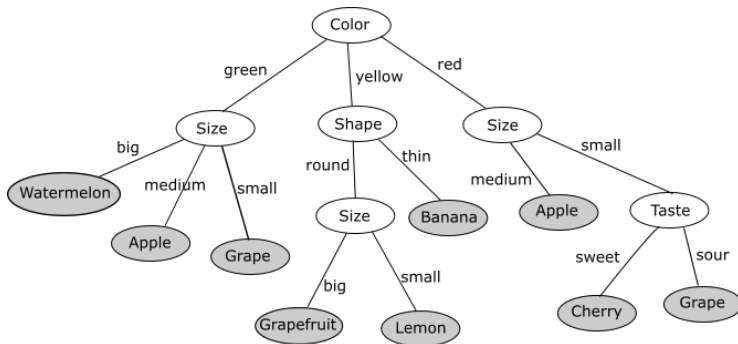 Color
green
yellow
red
Size
Shape
Size
big
medium
small
round
thin
medium
small
Watermelon
Apple
Grape
Size
Banana
Apple
Taste
big
small
sweet
sour
Grapefruit
Lemon
Cherry
Grape